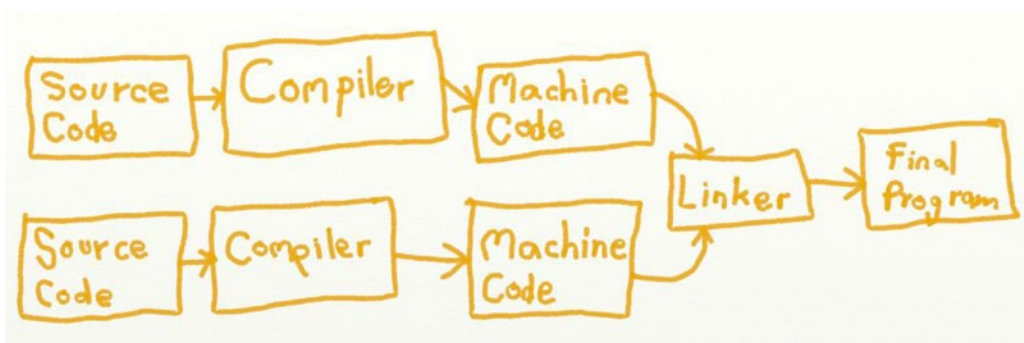 Source
Code
Compiler
Machine
Code
Linker
Final
Program
Source
Code
Compiler
Machine
Code